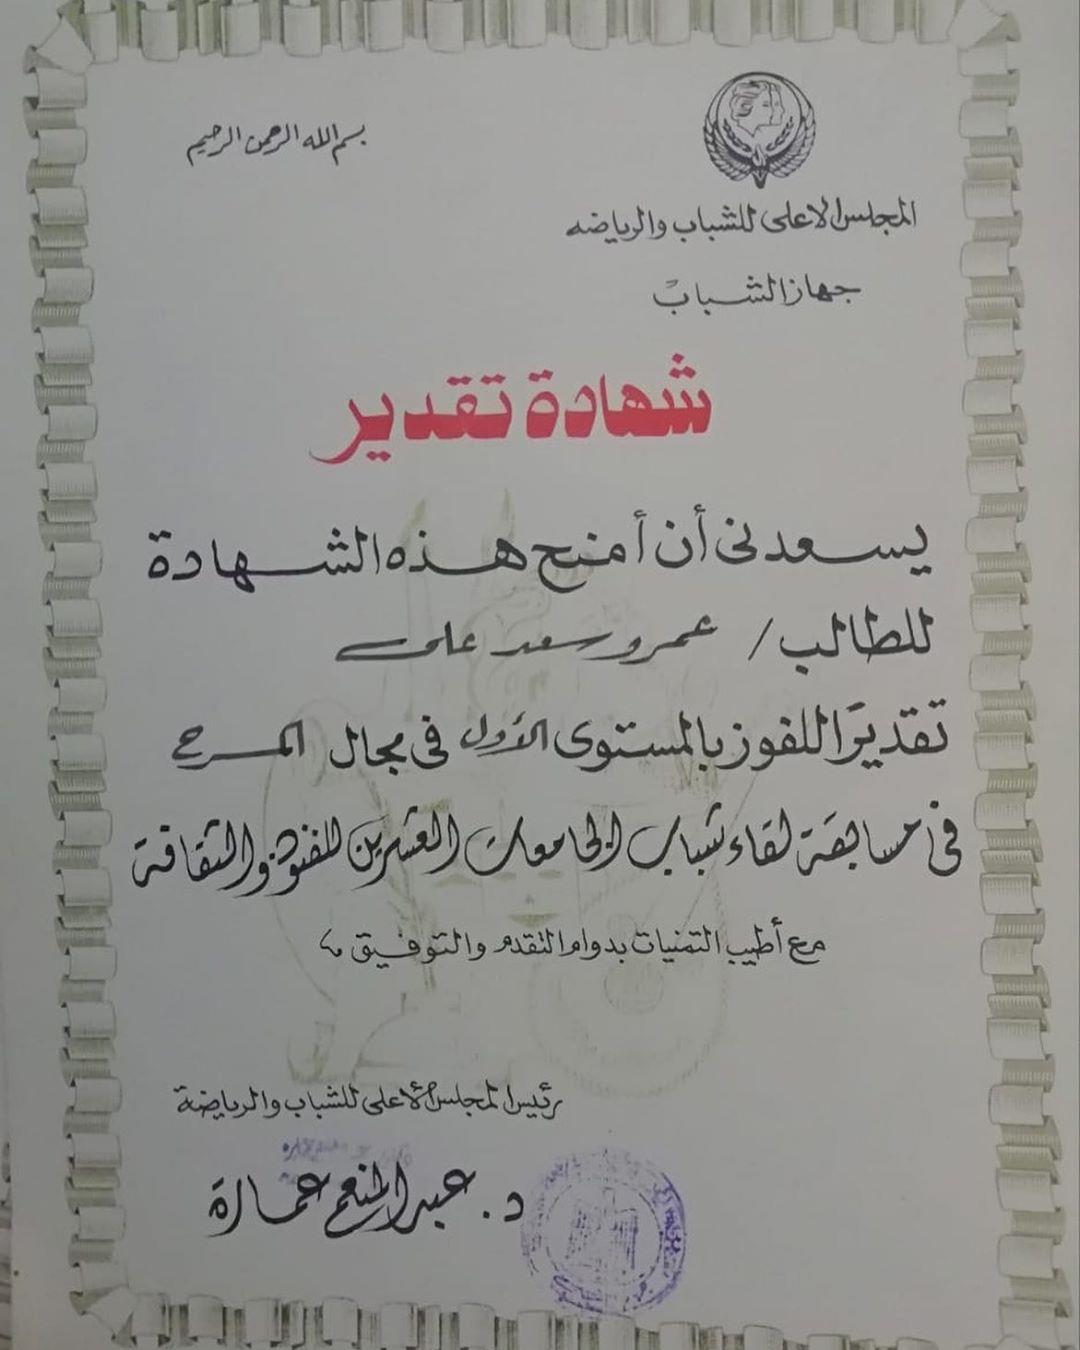 بسم الله الرحمن الرحيم
المجلس الاعلى للشباب والرياضه
جهاز الشباب
شهادة تقدير
يسعدنى أن أمنح هذه الشهادة
للطالب / عمرو سعد على
تقديرًا للفوز بالمستوى الأول فى مجال المسرح
فى مسابقة لقاء شباب الجامعات العشرين للفنون والثقافة
مع أطيب التمنيات بدوام التقدم والتوفيق
رئيس المجلس الأعلى للشباب والرياضة
د. عبد المنعم عمارة